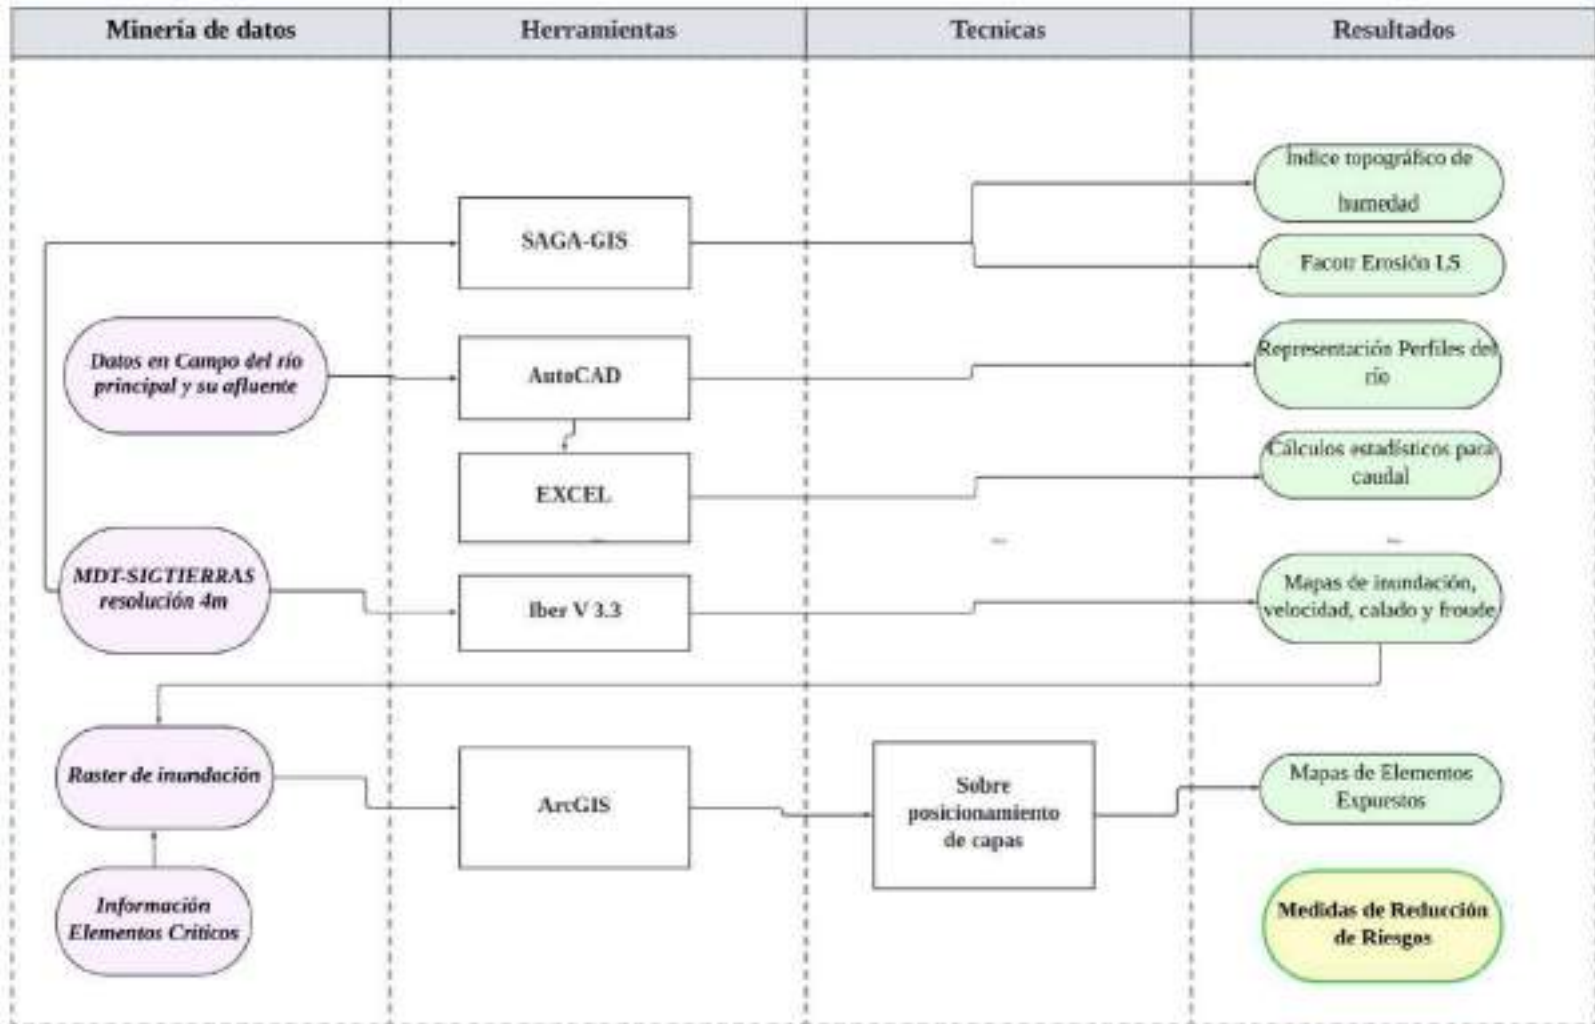 Minería de datos
Herramientas
Tecnicas
Resultados
Índice topográfico de
humedad
SAGA-GIS
Facotr Erosión LS
Datos en Campo del río
principal y su afluente
AutoCAD
Representación Perfiles del
río
EXCEL
Cálculos estadísticos para
caudal
MDT-SIGTIERRAS
resolución 4m
Iber V 3.3
Mapas de inundación,
velocidad, calado y froude
Raster de inundación
ArcGIS
Sobre
posicionamiento
de capas
Mapas de Elementos
Expuestos
Información
Elementos Críticos
Medidas de Reducción
de Riesgos